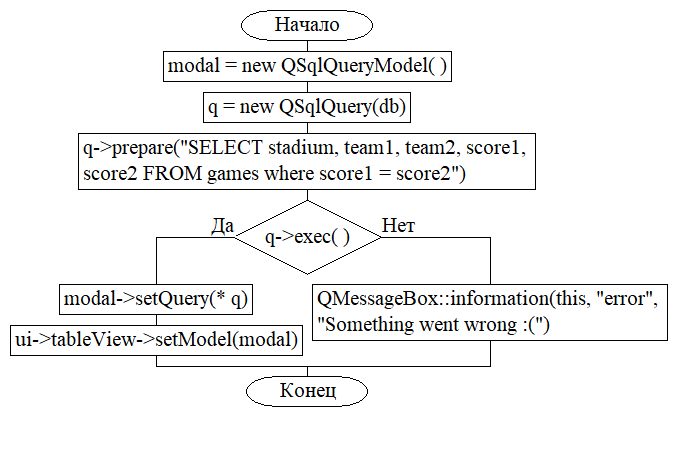 Начало
modal = new QSqlQueryModel( )
q = new QSqlQuery(db)
q->prepare("SELECT stadium, team1, team2, score1,
score2 FROM games where score1 = score2")
Да
q->exec( )
Нет
modal->setQuery(* q)
ui->tableView->setModel(modal)
QMessageBox::information(this, "error",
"Something went wrong :(")
Конец